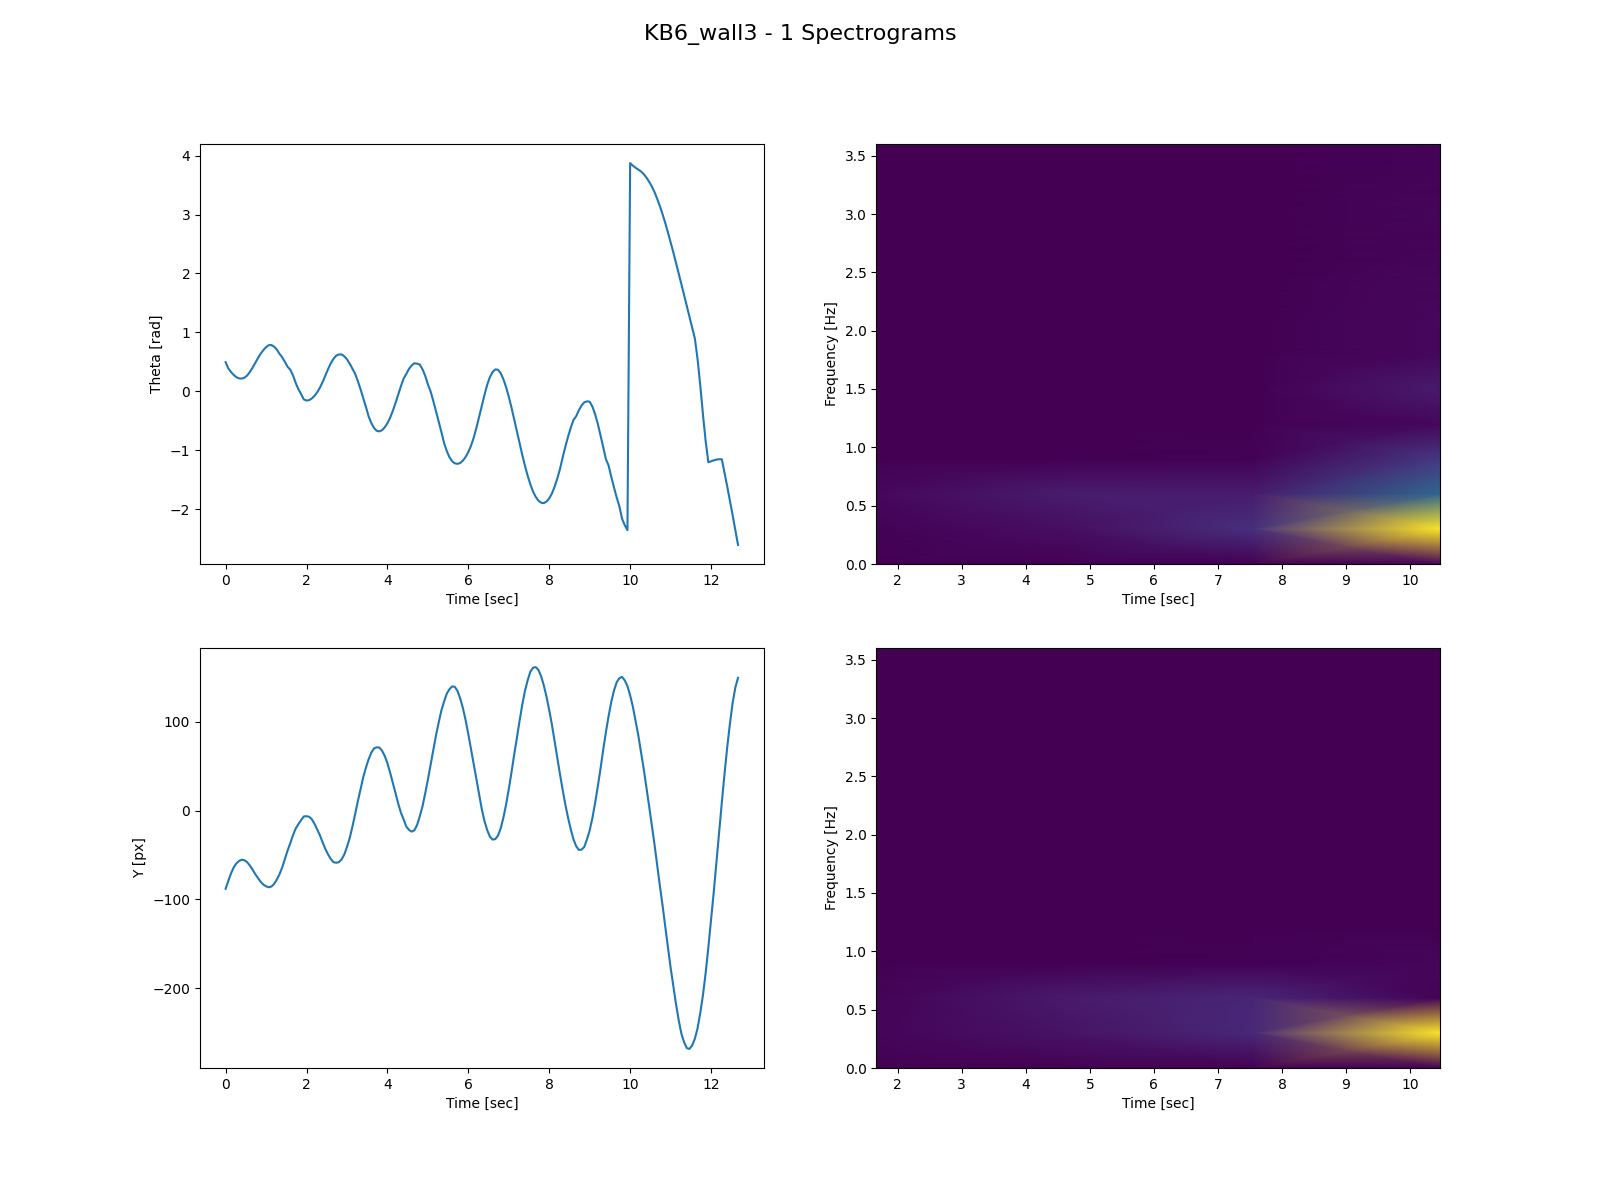 KB6_wall3 - 1 Spectrograms
Theta [rad]
4
3
2
1
0
−1
−2
0 2 4 6 8 10 12
Time [sec]
Frequency [Hz]
3.5
3.0
2.5
2.0
1.5
1.0
0.5
0.0
2 3 4 5 6 7 8 9 10
Time [sec]
Y [px]
100
0
−100
−200
0 2 4 6 8 10 12
Time [sec]
Frequency [Hz]
3.5
3.0
2.5
2.0
1.5
1.0
0.5
0.0
2 3 4 5 6 7 8 9 10
Time [sec]